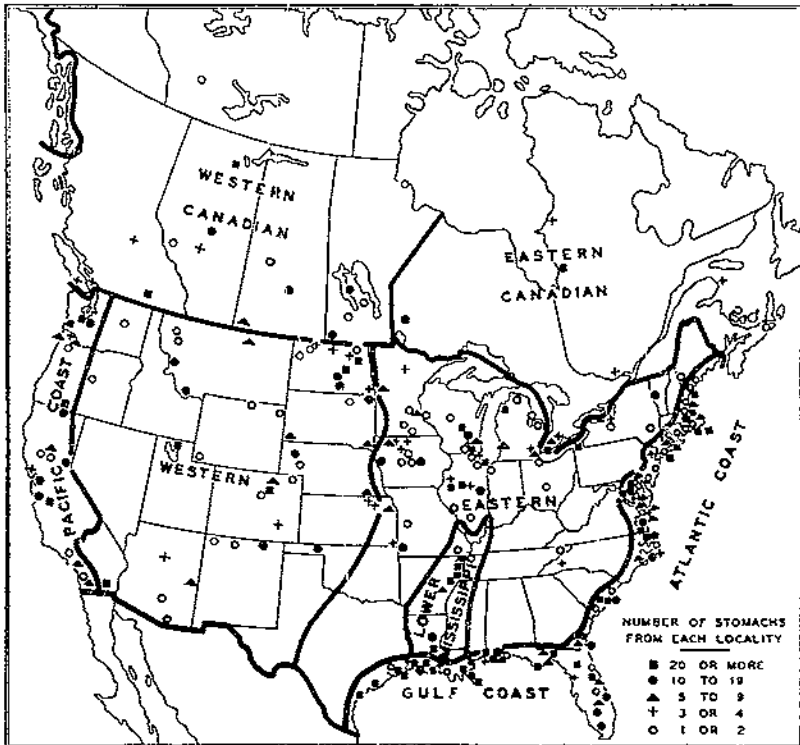 WESTERN
CANADIAN
EASTERN
CANADIAN
PACIFIC COAST
WESTERN
EASTERN
LOWER
MISSISSIPPI
ATLANTIC COAST
GULF COAST
NUMBER OF STOMACHS
FROM EACH LOCALITY
■ 20 OR MORE
● 10 TO 19
▲ 5 TO 9
+ 3 OR 4
○ 1 OR 2